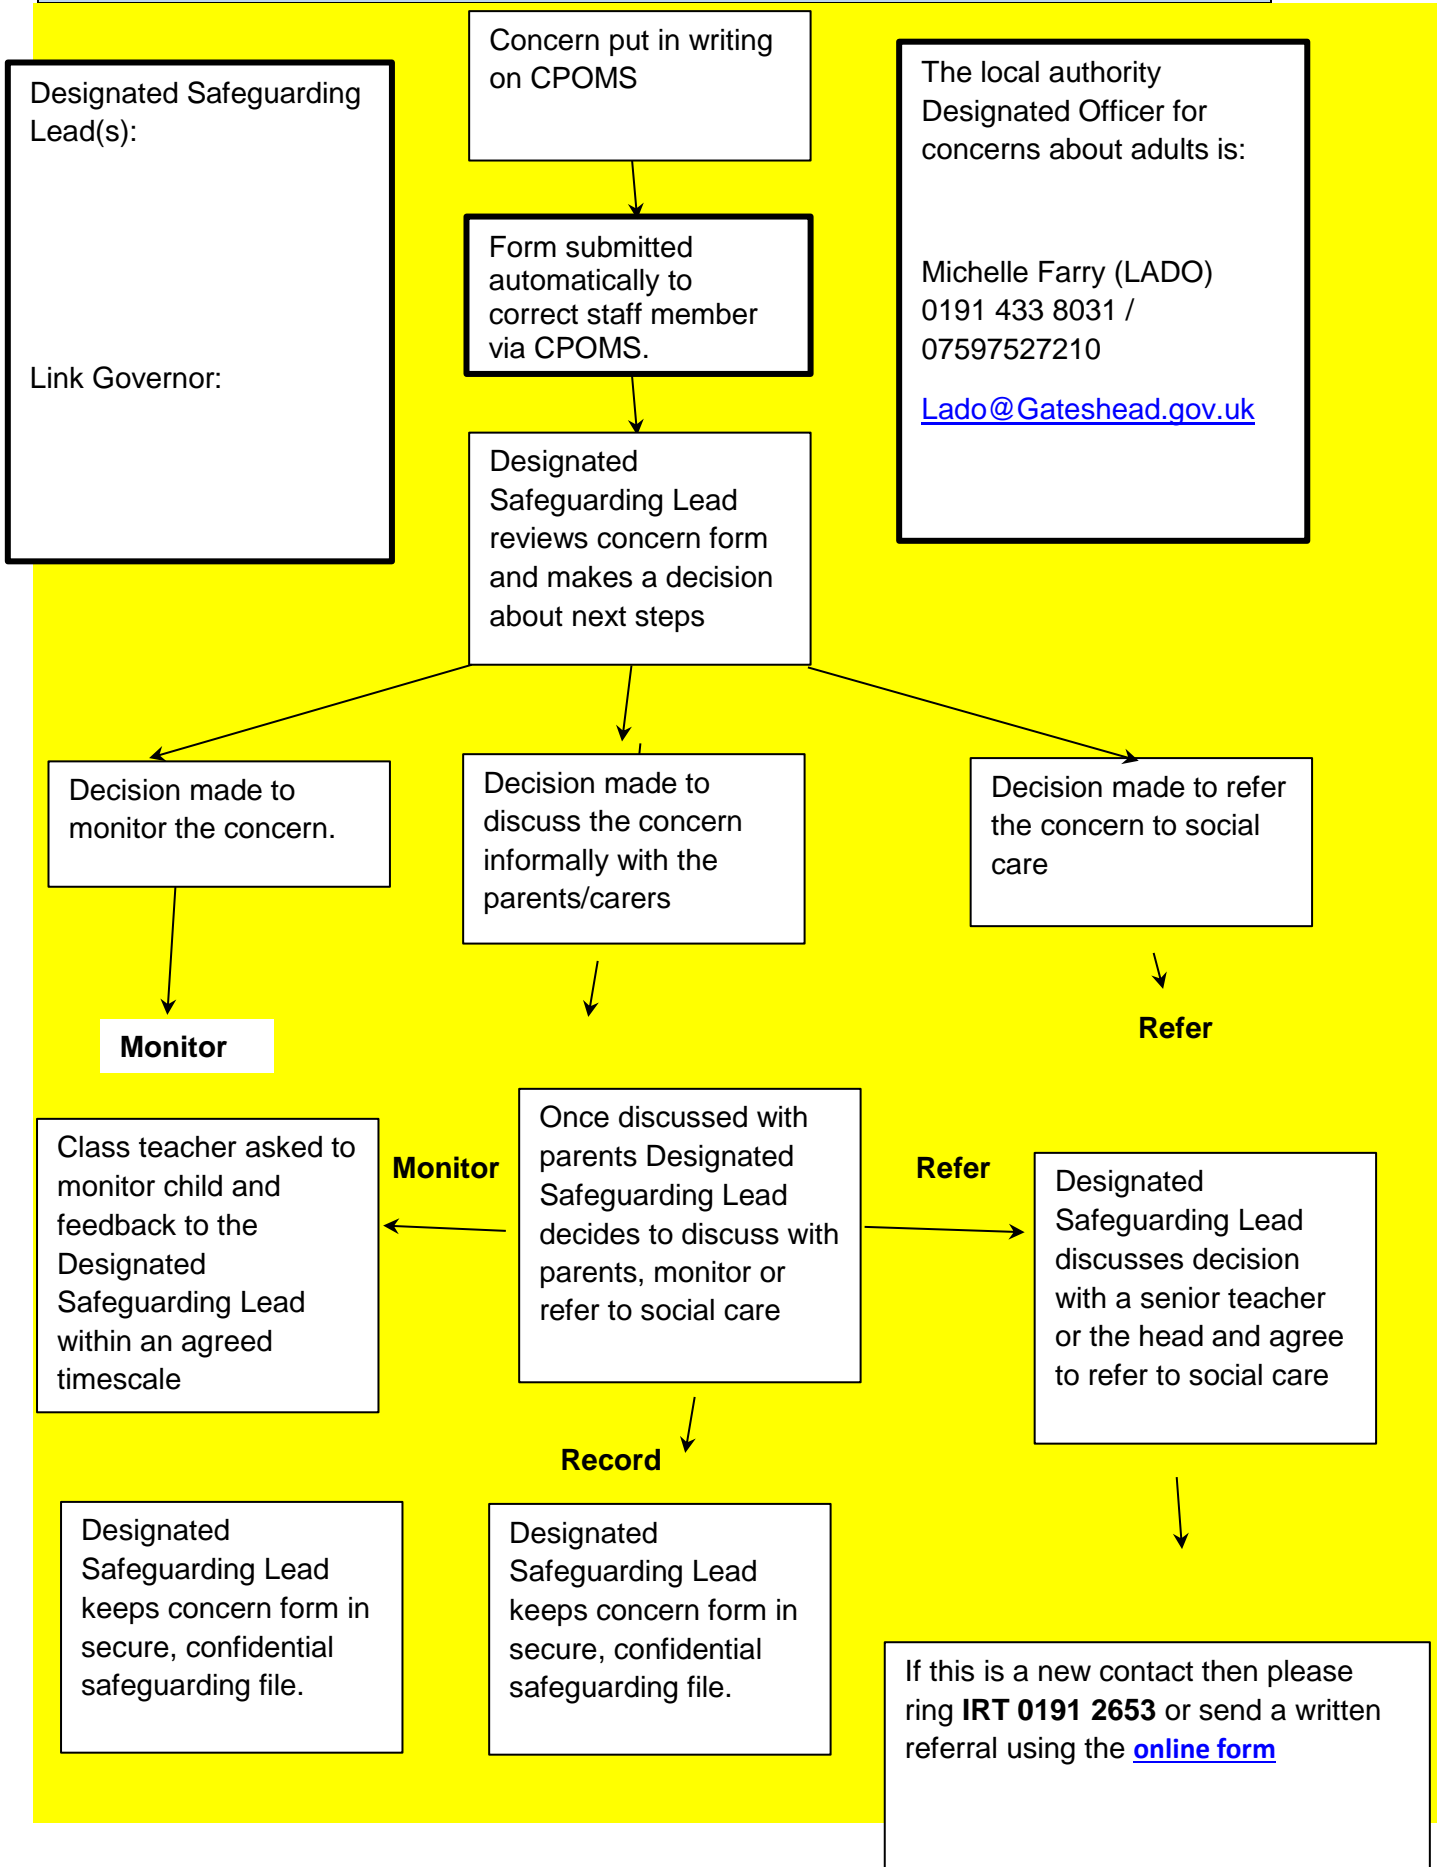 Concern put in writing
on CPOMS
Designated Safeguarding
Lead(s):
Link Governor:
The local authority
Designated Officer for
concerns about adults is:
Michelle Farry (LADO)
0191 433 8031 /
07597527210
Lado@Gateshead.gov.uk
Form submitted
automatically to
correct staff member
via CPOMS.
Designated
Safeguarding Lead
reviews concern form
and makes a decision
about next steps
Decision made to
monitor the concern.
Decision made to
discuss the concern
informally with the
parents/carers
Decision made to refer
the concern to social
care
Monitor
Refer
Class teacher asked to
monitor child and
feedback to the
Designated
Safeguarding Lead
within an agreed
timescale
Monitor
Once discussed with
parents Designated
Safeguarding Lead
decides to discuss with
parents, monitor or
refer to social care
Refer
Designated
Safeguarding Lead
discusses decision
with a senior teacher
or the head and agree
to refer to social care
Record
Designated
Safeguarding Lead
keeps concern form in
secure, confidential
safeguarding file.
Designated
Safeguarding Lead
keeps concern form in
secure, confidential
safeguarding file.
If this is a new contact then please
ring IRT 0191 2653 or send a written
referral using the online form